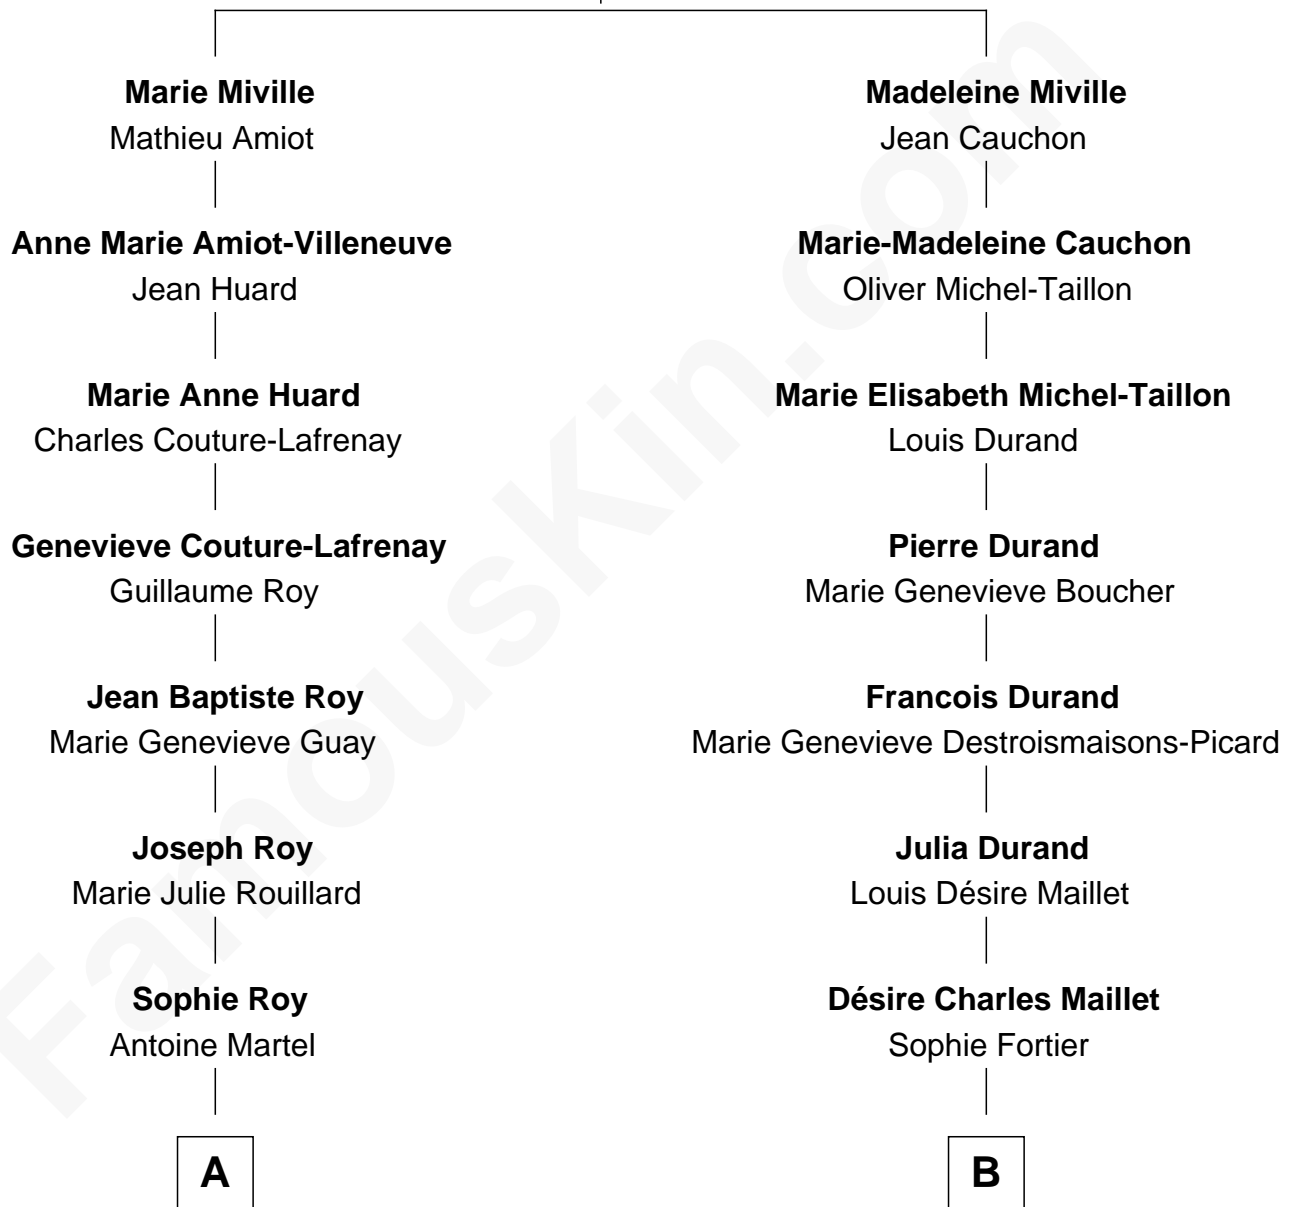 Marie Miville
Mathieu Amiot
Anne Marie Amiot-Villeneuve
Jean Huard
Marie Anne Huard
Charles Couture-Lafrenay
Genevieve Couture-Lafrenay
Guillaume Roy
Jean Baptiste Roy
Marie Genevieve Guay
Joseph Roy
Marie Julie Rouillard
Sophie Roy
Antoine Martel
A
Madeleine Miville
Jean Cauchon
Marie-Madeleine Cauchon
Oliver Michel-Taillon
Marie Elisabeth Michel-Taillon
Louis Durand
Pierre Durand
Marie Genevieve Boucher
Francois Durand
Marie Genevieve Destroismaisons-Picard
Julia Durand
Louis Désire Maillet
Désire Charles Maillet
Sophie Fortier
B
FamousKin.com